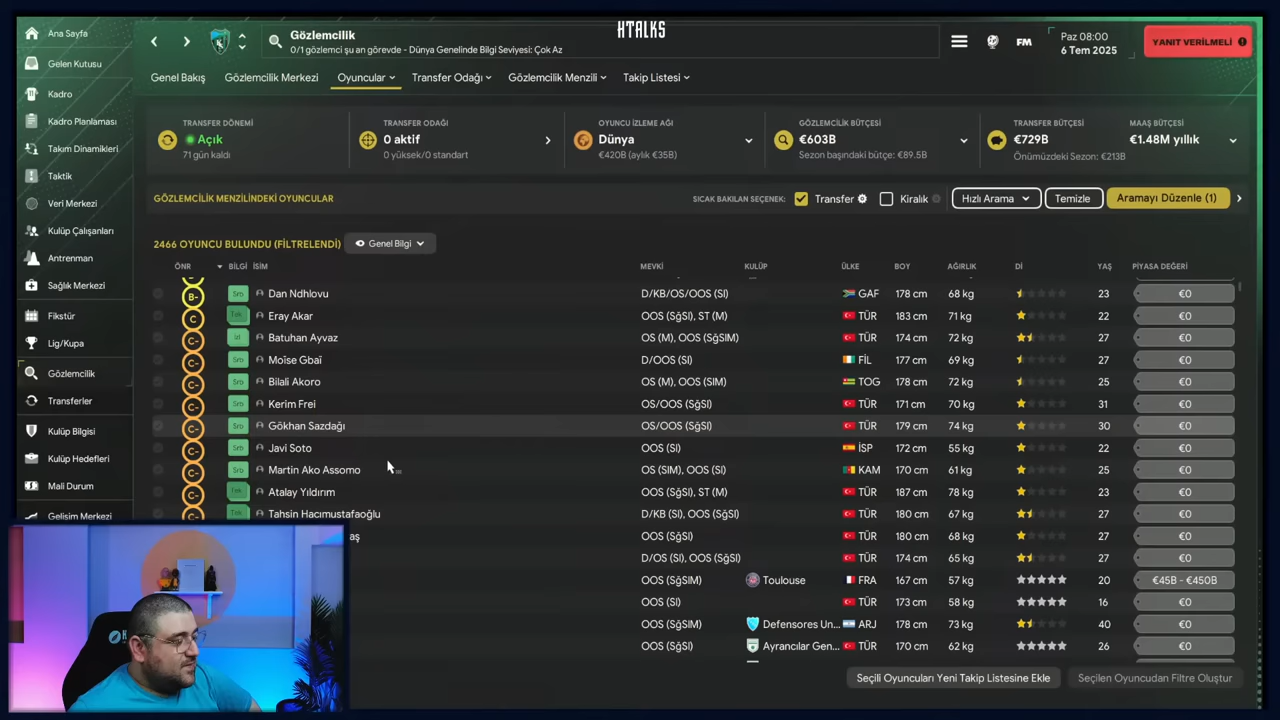 HTALKS
Ana Sayfa
Gelen Kutusu
Kadro
Kadro Planlaması
Takım Dinamikleri
Taktik
Veri Merkezi
Kulüp Çalışanları
Antrenman
Sağlık Merkezi
Fikstür
Lig/Kupa
Gözlemcilik
Transferler
Kulüp Bilgisi
Kulüp Hedefleri
Mali Durum
Gelişim Merkezi
Gözlemcilik
0/1 gözlemci şu an görevde - Dünya Genelinde Bilgi Seviyesi: Çok Az
FM
Paz 08:00
6 Tem 2025
YANIT VERİLMELİ
Genel Bakış Gözlemcilik Merkezi Oyuncular Transfer Odağı Gözlemcilik Menzili Takip Listesi
TRANSFER DÖNEMİ
Açık
71 gün kaldı
TRANSFER ODAĞI
0 aktif
0 yüksek/0 standart
OYUNCU İZLEME AĞI
Dünya
€420B (aylık €35B)
GÖZLEMCİLİK BÜTÇESİ
€603B
Sezon başındaki bütçe: €89.5B
TRANSFER BÜTÇESİ
€729B
Önümüzdeki Sezon: €213B
MAAŞ BÜTÇESİ
€1.48M yıllık
GÖZLEMCİLİK MENZİLİNDEKİ OYUNCULAR
SICAK BAKILAN SEÇENEK: Transfer Kiralık Hızlı Arama Temizle Aramayı Düzenle (1)
2466 OYUNCU BULUNDU (FİLTRELENDİ) Genel Bilgi
ÖNR BİLGİ İSİM MEVKİ KULÜP ÜLKE BOY AĞIRLIK Dİ YAŞ PİYASA DEĞERİ
B- Srb Dan Ndhlovu D/KB/OS/OOS (Sl) GAF 178 cm 68 kg 23 €0
C Tek Eray Akar OOS (SğSl), ST (M) TÜR 183 cm 71 kg 22 €0
C- Batuhan Ayvaz OS (M), OOS (SğSlM) TÜR 174 cm 72 kg 27 €0
C- Srb Moïse Gbaï D/OOS (Sl) FİL 177 cm 69 kg 27 €0
C- Srb Bilali Akoro OS (M), OOS (SlM) TOG 178 cm 72 kg 25 €0
C- Srb Kerim Frei OS/OOS (SğSl) TÜR 171 cm 70 kg 31 €0
C- Srb Gökhan Sazdağı OS/OOS (SğSl) TÜR 179 cm 74 kg 30 €0
C- Srb Javi Soto OOS (Sl) İSP 172 cm 55 kg 22 €0
C- Srb Martin Ako Assomo OS (SlM), OOS (Sl) KAM 170 cm 61 kg 25 €0
C- Tek Atalay Yıldırım OOS (SğSl), ST (M) TÜR 187 cm 78 kg 23 €0
C- Tek Tahsin Hacımustafaoğlu D/KB (Sl), OOS (SğSl) TÜR 180 cm 67 kg 27 €0
aş OOS (SğSl) TÜR 180 cm 68 kg 27 €0
D/OS (Sl), OOS (SğSl) TÜR 174 cm 65 kg 27 €0
OOS (SğSlM) Toulouse FRA 167 cm 57 kg 20 €45B - €450B
OOS (Sl) TÜR 173 cm 58 kg 16 €0
OOS (SğSlM) Defensores Un... ARJ 178 cm 73 kg 40 €0
OOS (SğSl) Ayrancılar Gen... TÜR 170 cm 62 kg 26 €0
Seçili Oyuncuları Yeni Takip Listesine Ekle Seçilen Oyuncudan Filtre Oluştur